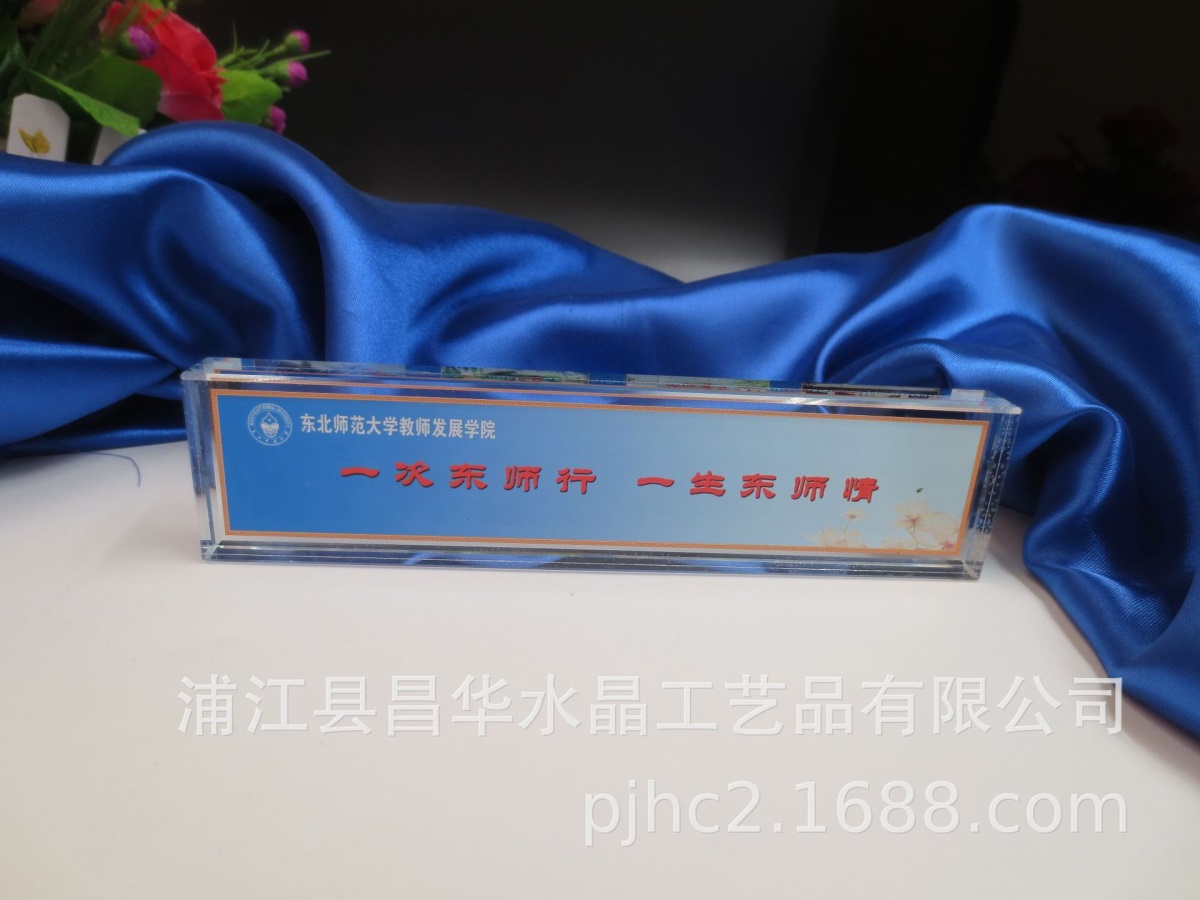 东北师范大学教师发展学院
一次东师行 一生东师情
浦江县昌华水晶工艺品有限公司
pjhc2.1688.com